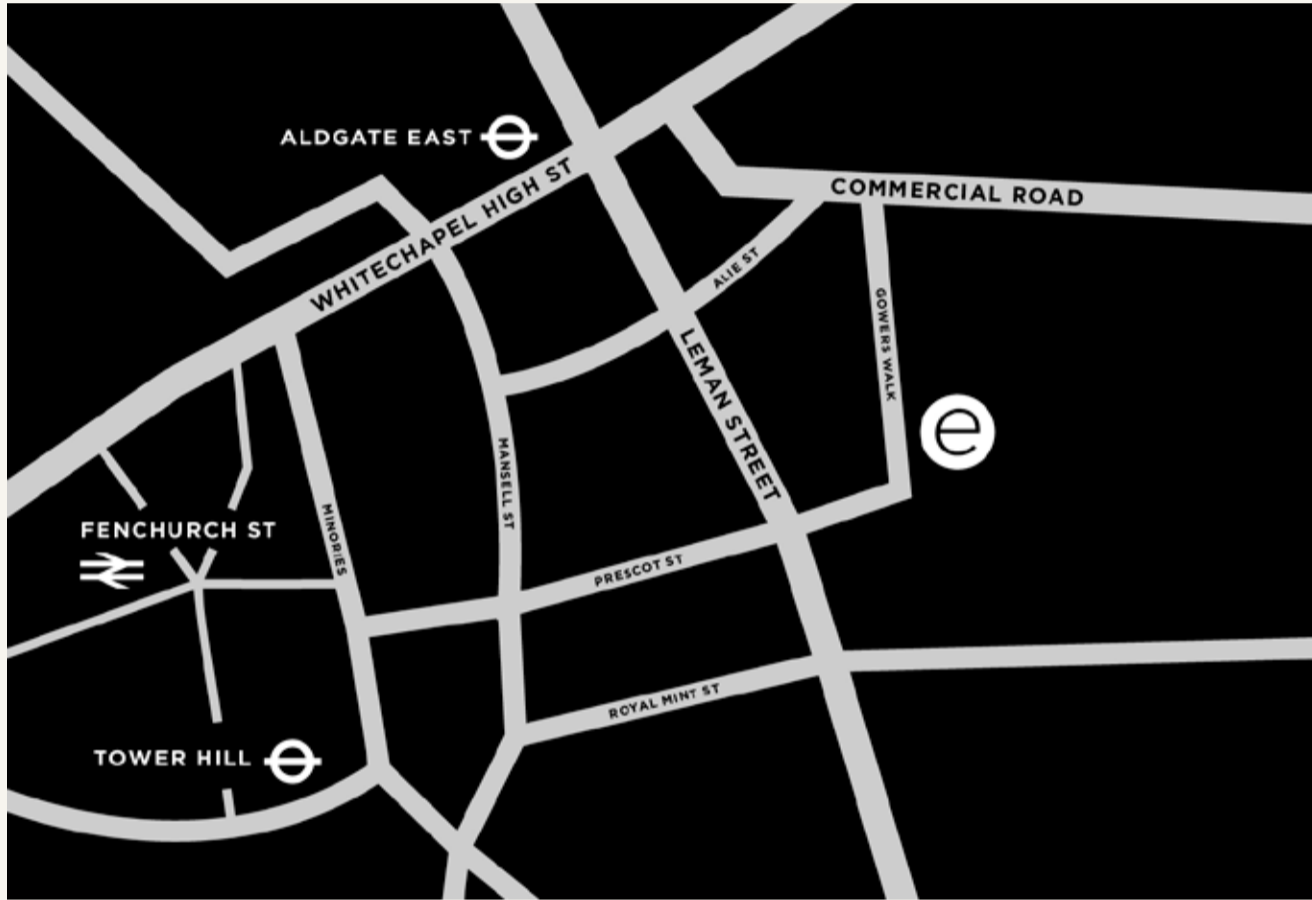 ALDGATE EAST
WHITECHAPEL HIGH ST
COMMERCIAL ROAD
ALIE ST
GOWERS WALK
LEMAN STREET
e
MANSELL ST
FENCHURCH ST
MINORIES
PRESCOT ST
ROYAL MINT ST
TOWER HILL